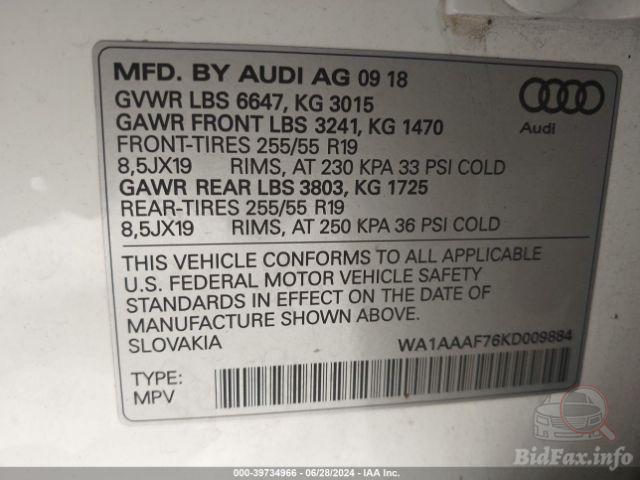 MFD. BY AUDI AG 09 18
GVWR LBS 6647, KG 3015
GAWR FRONT LBS 3241, KG 1470
FRONT-TIRES 255/55 R19
8,5JX19 RIMS, AT 230 KPA 33 PSI COLD
GAWR REAR LBS 3803, KG 1725
REAR-TIRES 255/55 R19
8,5JX19 RIMS, AT 250 KPA 36 PSI COLD
Audi
THIS VEHICLE CONFORMS TO ALL APPLICABLE
U.S. FEDERAL MOTOR VEHICLE SAFETY
STANDARDS IN EFFECT ON THE DATE OF
MANUFACTURE SHOWN ABOVE.
SLOVAKIA WA1AAAF76KD009884
TYPE:
MPV
BidFax.info
000-39734966 - 06/28/2024 - IAA Inc.